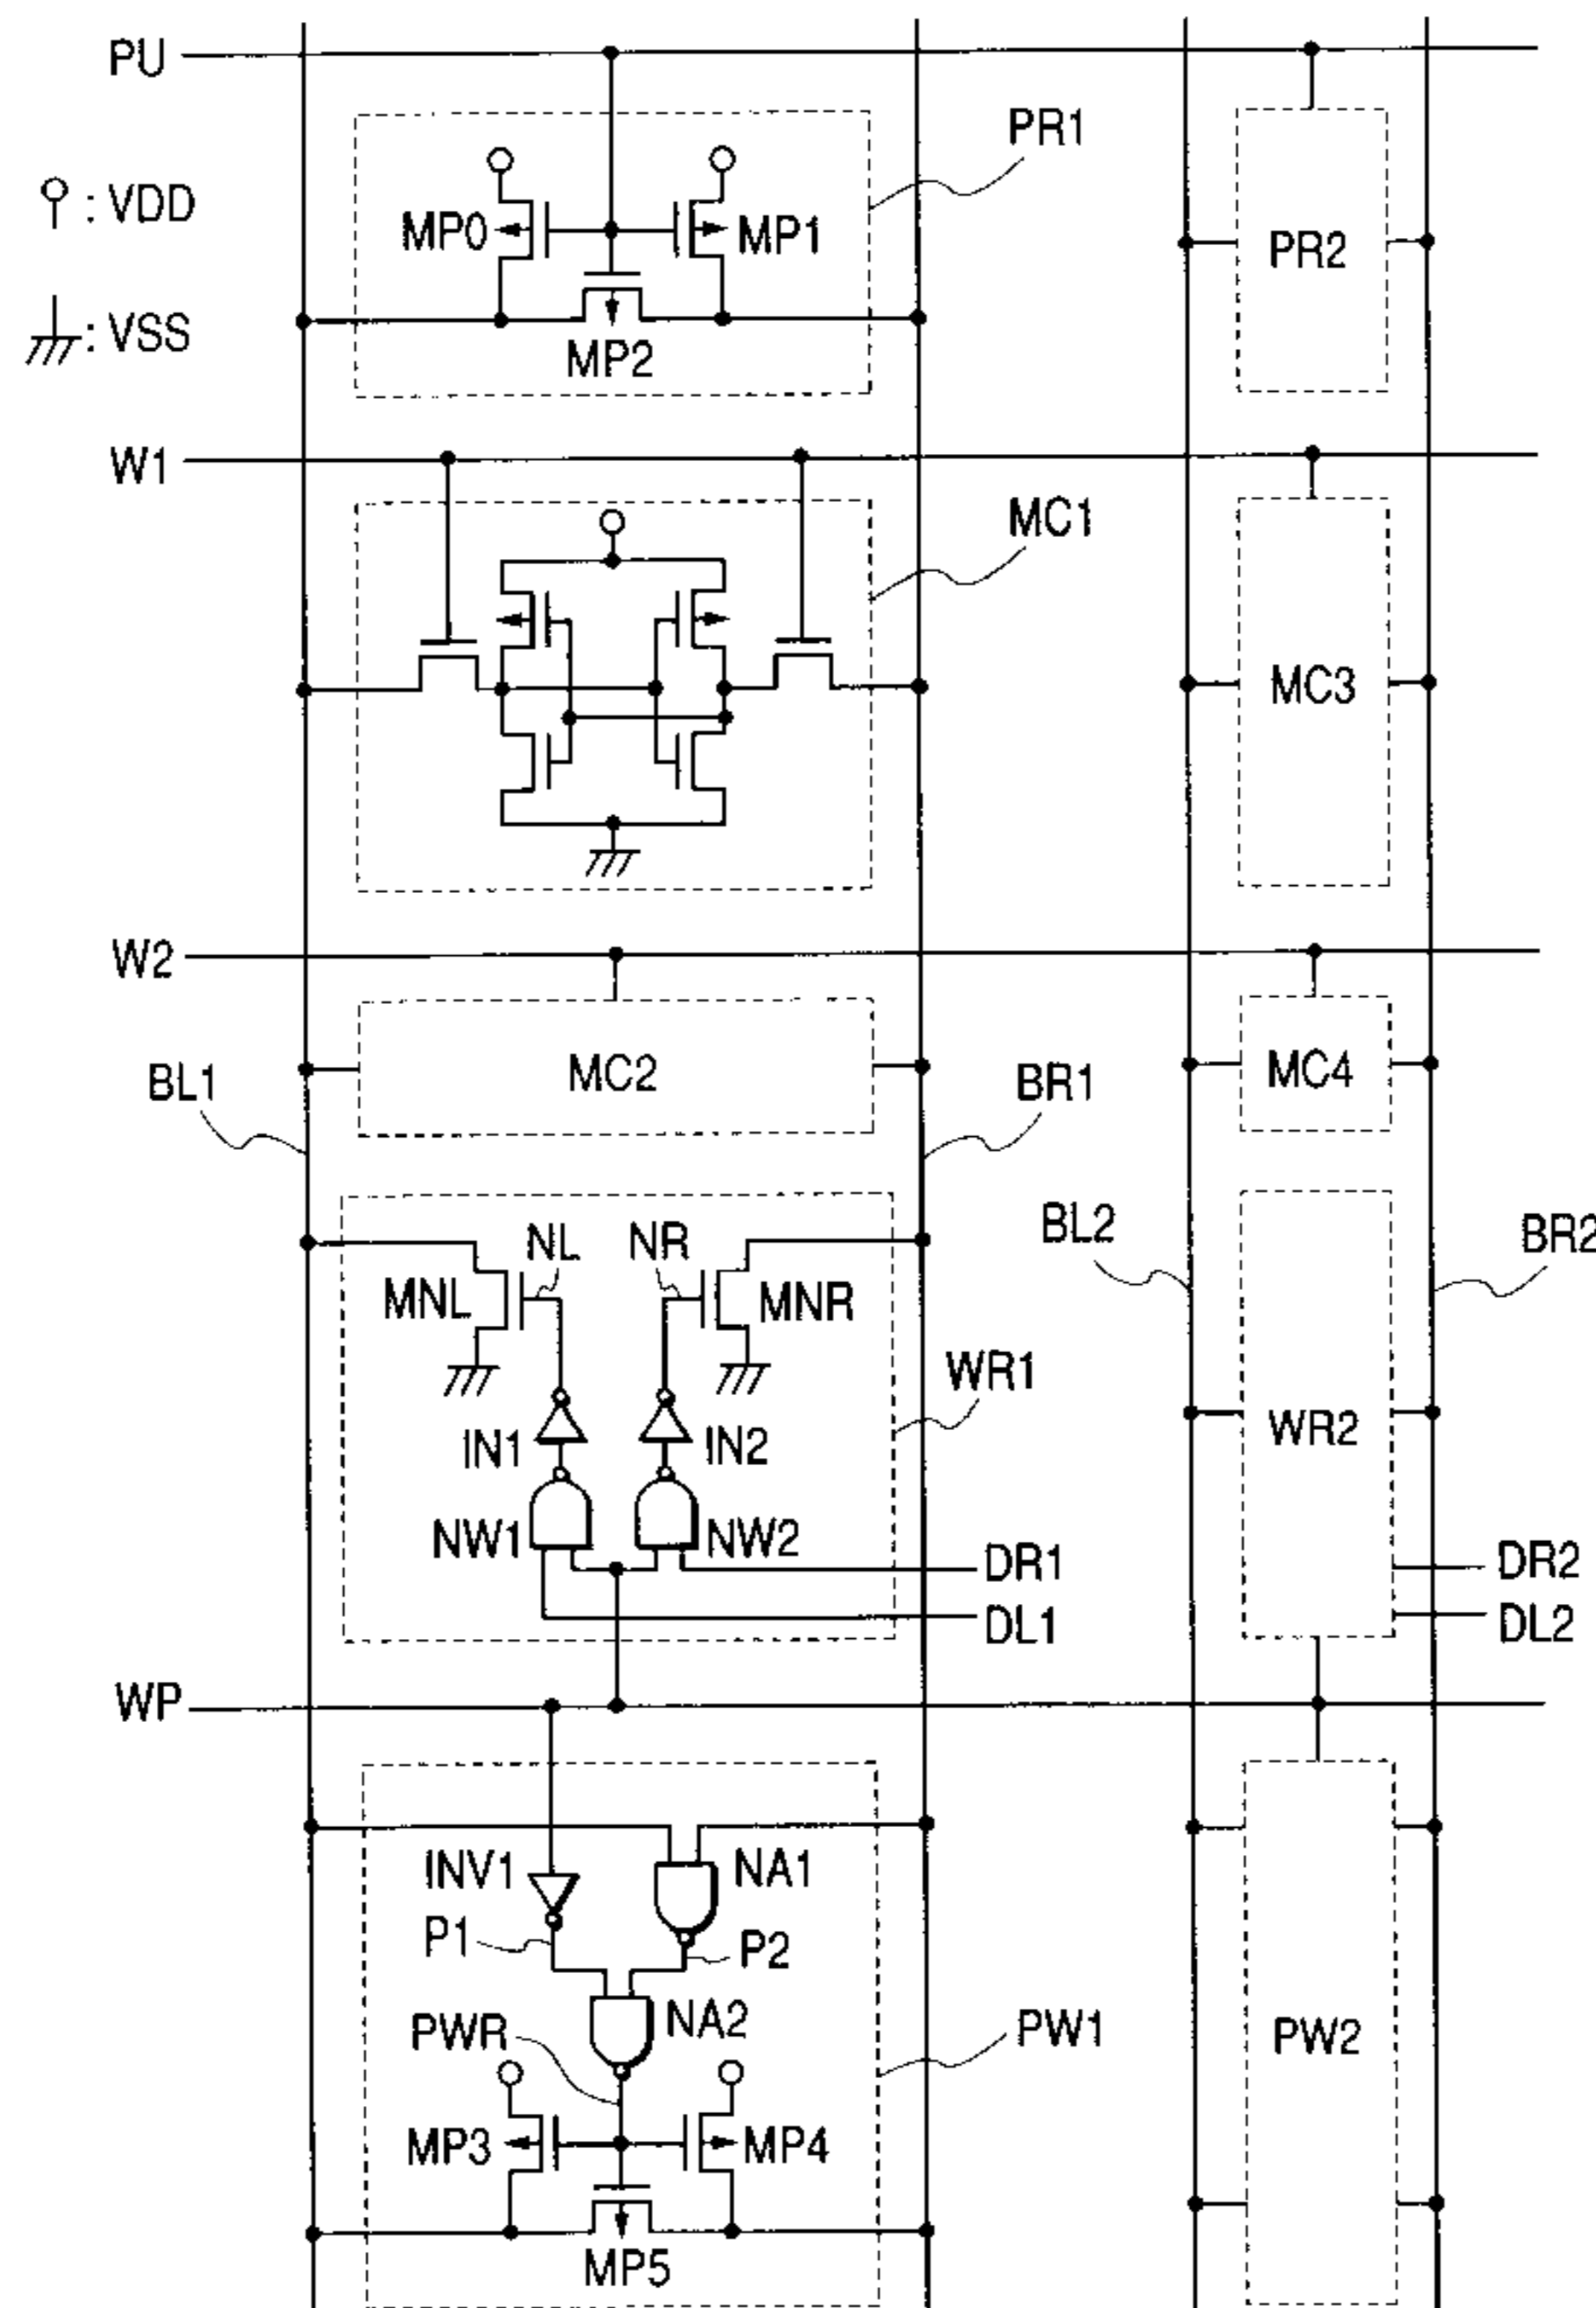 PU
PR1
: VDD
MP0
MP1
PR2
: VSS
MP2
W1
MC1
MC3
W2
MC2
MC4
BL1
BR1
BL2
BR2
NL
NR
MNL
MNR
WR1
IN1
IN2
WR2
NW1
NW2
DR1
DR2
DL1
DL2
WP
INV1
NA1
P1
P2
PWR
NA2
PW1
PW2
MP3
MP4
MP5